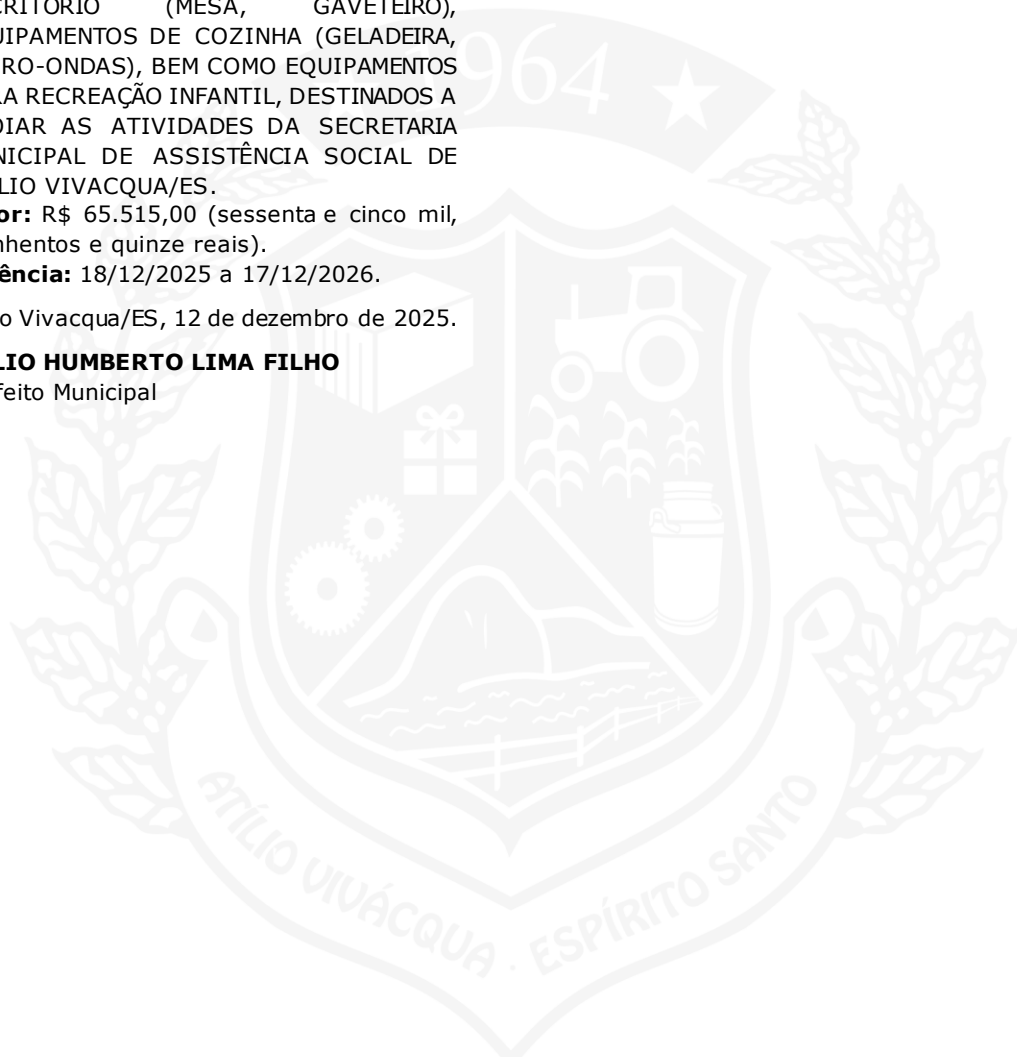 CRITÓRIO (MESA, GAVETEIRO),
UIPAMENTOS DE COZINHA (GELADEIRA,
RO-ONDAS), BEM COMO EQUIPAMENTOS
RA RECREAÇÃO INFANTIL, DESTINADOS A
OIAR AS ATIVIDADES DA SECRETARIA
NICIPAL DE ASSISTÊNCIA SOCIAL DE
LIO VIVACQUA/ES.
or: R$ 65.515,00 (sessenta e cinco mil,
nhentos e quinze reais).
ência: 18/12/2025 a 17/12/2026.
o Vivacqua/ES, 12 de dezembro de 2025.
LIO HUMBERTO LIMA FILHO
feito Municipal
1964
ATÍLIO VIVÁCQUA . ESPÍRITO SANTO